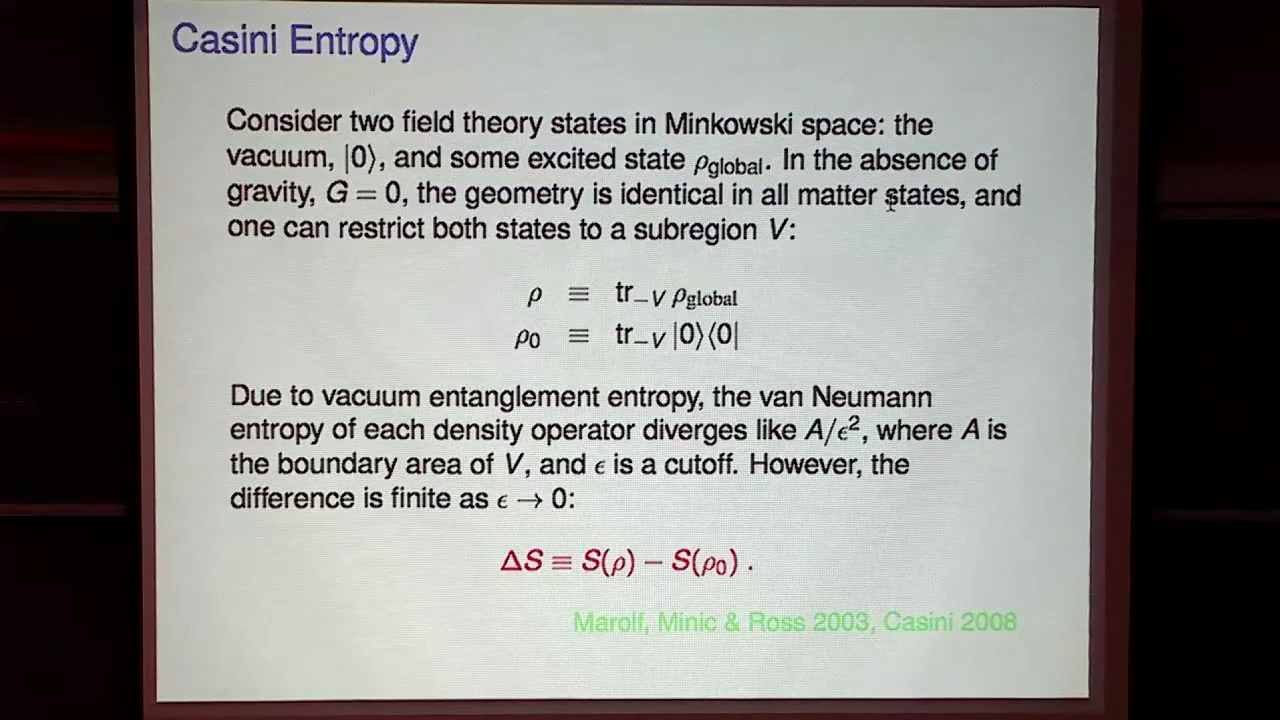 Casini Entropy
Consider two field theory states in Minkowski space: the
vacuum, |0⟩, and some excited state ρglobal. In the absence of
gravity, G = 0, the geometry is identical in all matter states, and
one can restrict both states to a subregion V:
ρ ≡ tr−V ρglobal
ρ0 ≡ tr−V |0⟩⟨0|
Due to vacuum entanglement entropy, the van Neumann
entropy of each density operator diverges like A/ϵ², where A is
the boundary area of V, and ϵ is a cutoff. However, the
difference is finite as ϵ → 0:
ΔS ≡ S(ρ) − S(ρ0) .
Marolf, Minic & Ross 2003, Casini 2008